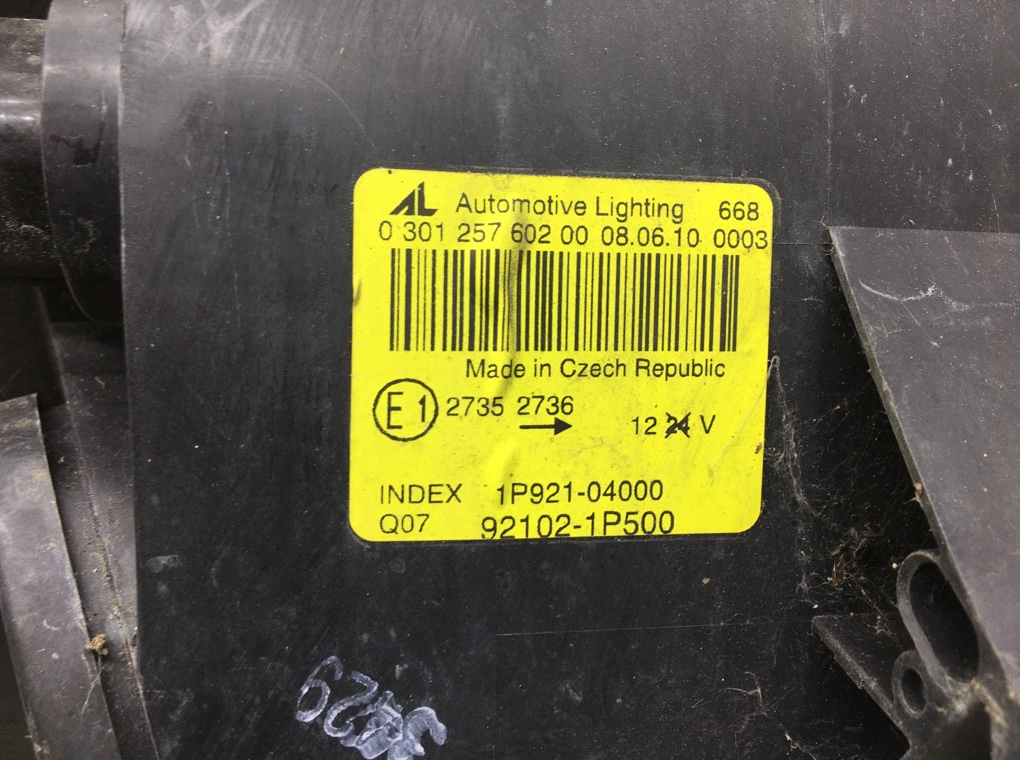 AL Automotive Lighting 668
0 301 257 602 00 08.06.10 0003
Made in Czech Republic
E1 2735 2736
12 24 V
INDEX 1P921-04000
Q07 92102-1P500